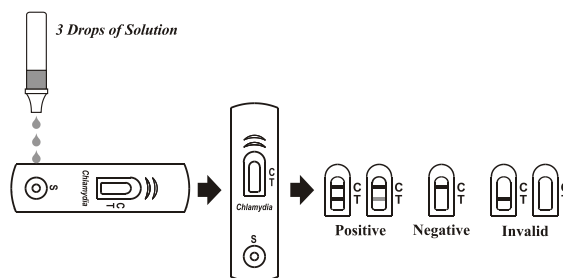 3 Drops of Solution
S
Chlamydia
C
T
C
T
Chlamydia
S
C
T
C
T
C
T
C
T
C
T
Positive
Negative
Invalid